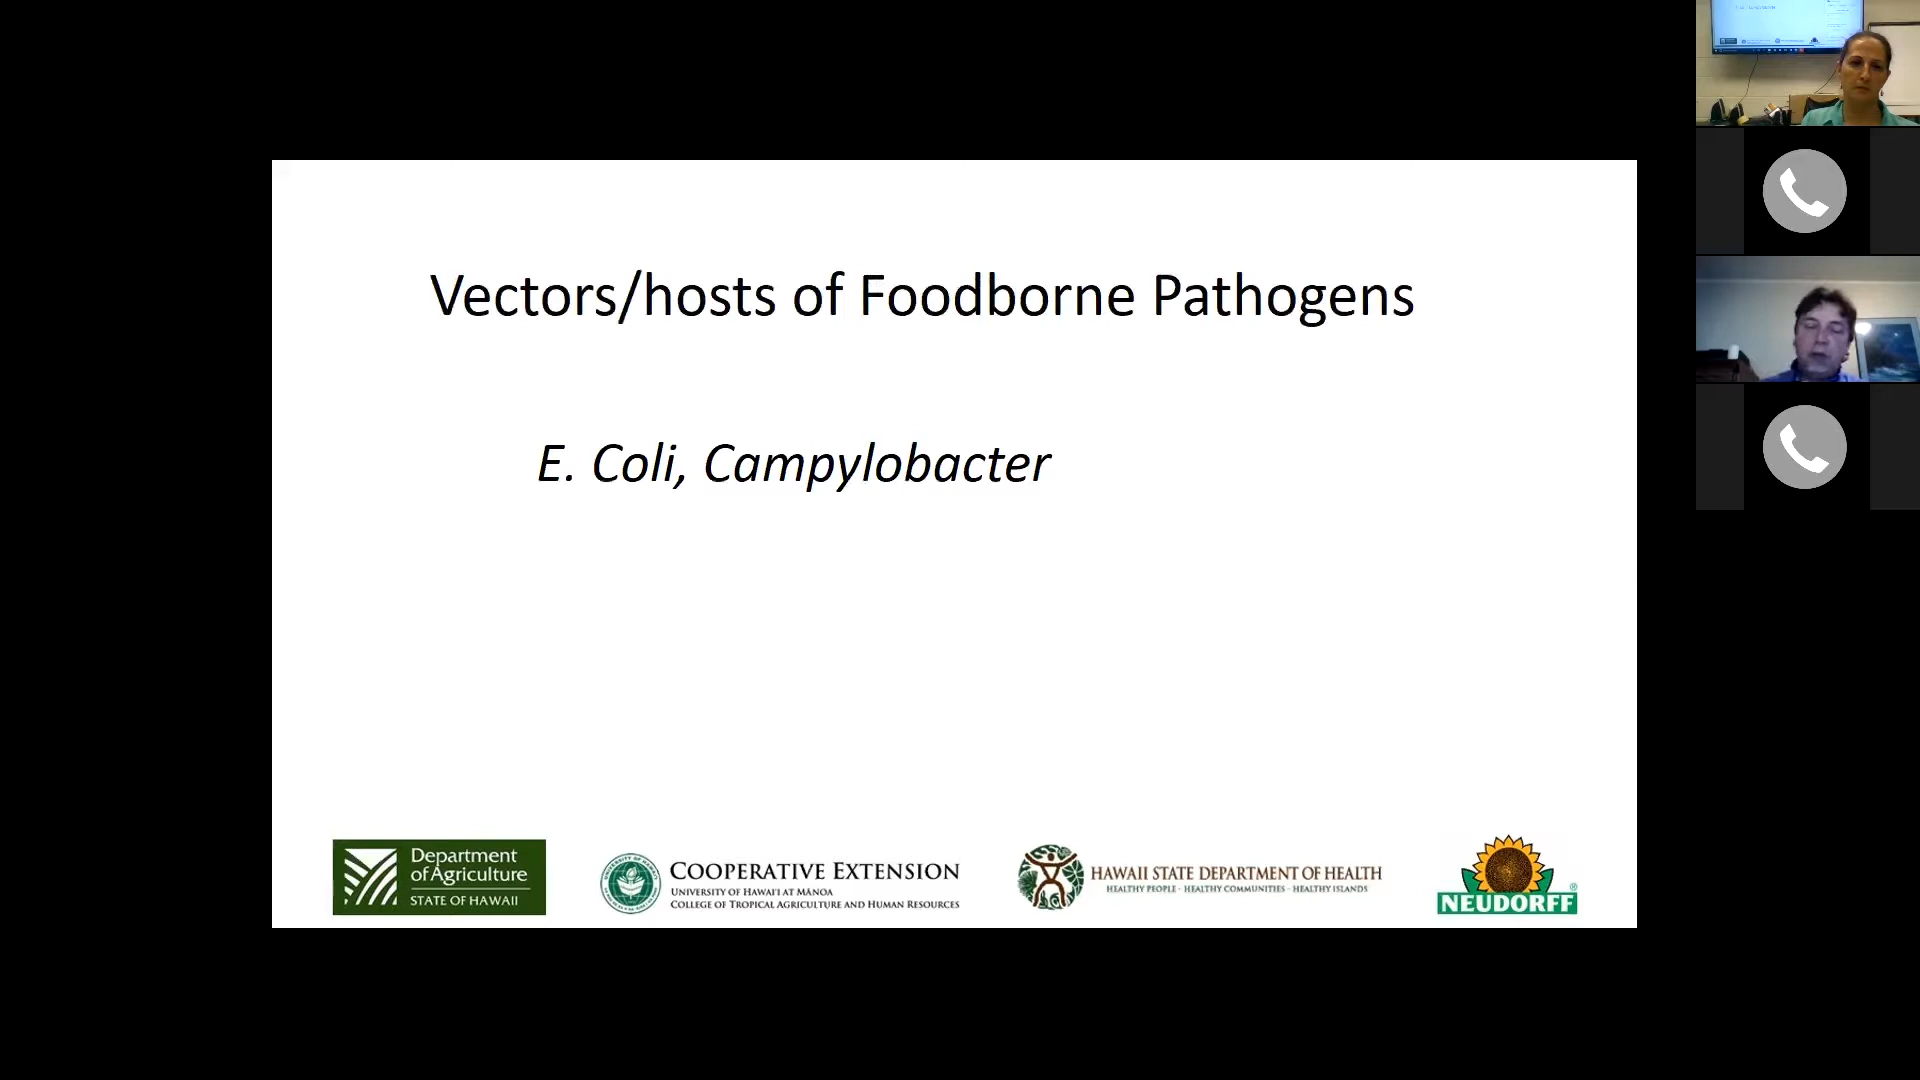 Vectors/hosts of Foodborne Pathogens
E. Coli, Campylobacter
Department
of Agriculture
STATE OF HAWAII
COOPERATIVE EXTENSION
UNIVERSITY OF HAWAI‘I AT MĀNOA
COLLEGE OF TROPICAL AGRICULTURE AND HUMAN RESOURCES
HAWAII STATE DEPARTMENT OF HEALTH
HEALTHY PEOPLE · HEALTHY COMMUNITIES · HEALTHY ISLANDS
NEUDORFF®